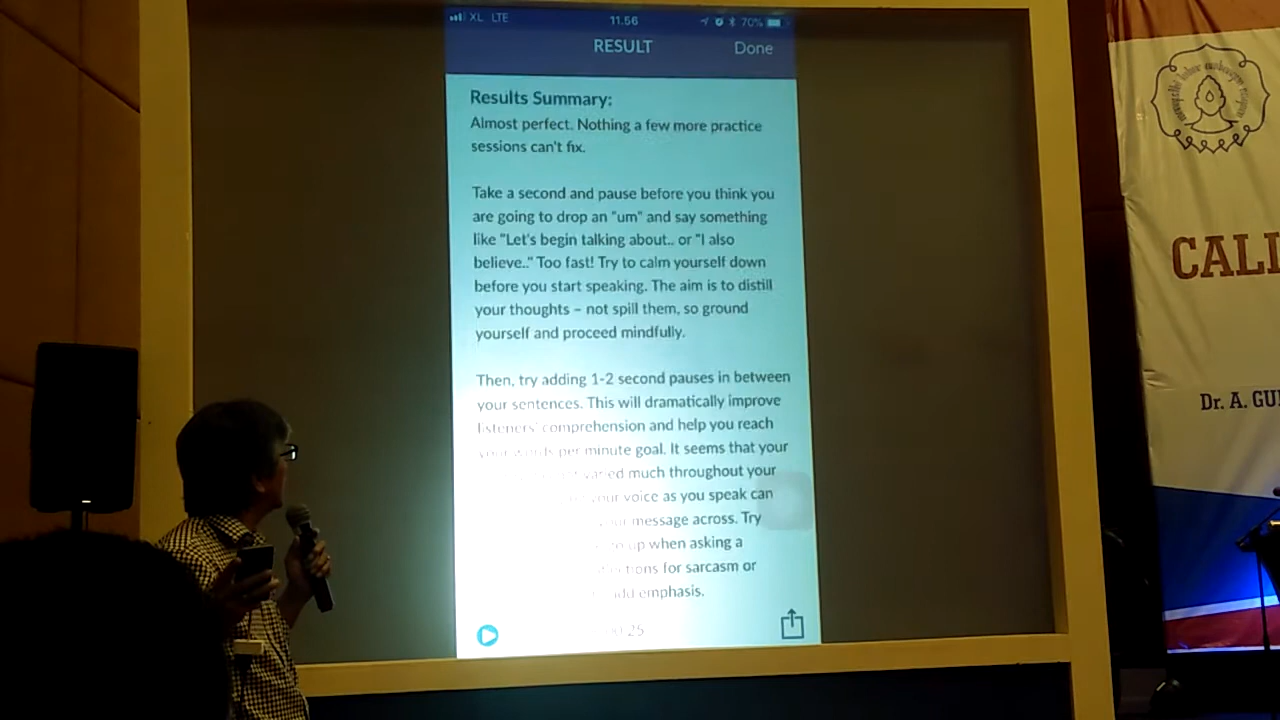 XL LTE
11.56
70%
RESULT
Done
Results Summary:
Almost perfect. Nothing a few more practice
sessions can't fix.
Take a second and pause before you think you
are going to drop an "um" and say something
like "Let's begin talking about.. or "I also
believe.." Too fast! Try to calm yourself down
before you start speaking. The aim is to distill
your thoughts – not spill them, so ground
yourself and proceed mindfully.
Then, try adding 1-2 second pauses in between
your sentences. This will dramatically improve
listeners' comprehension and help you reach
your words per minute goal. It seems that your
varied much throughout your
your voice as you speak can
your message across. Try
up when asking a
for sarcasm or
add emphasis.
CALL
Dr. A. GU